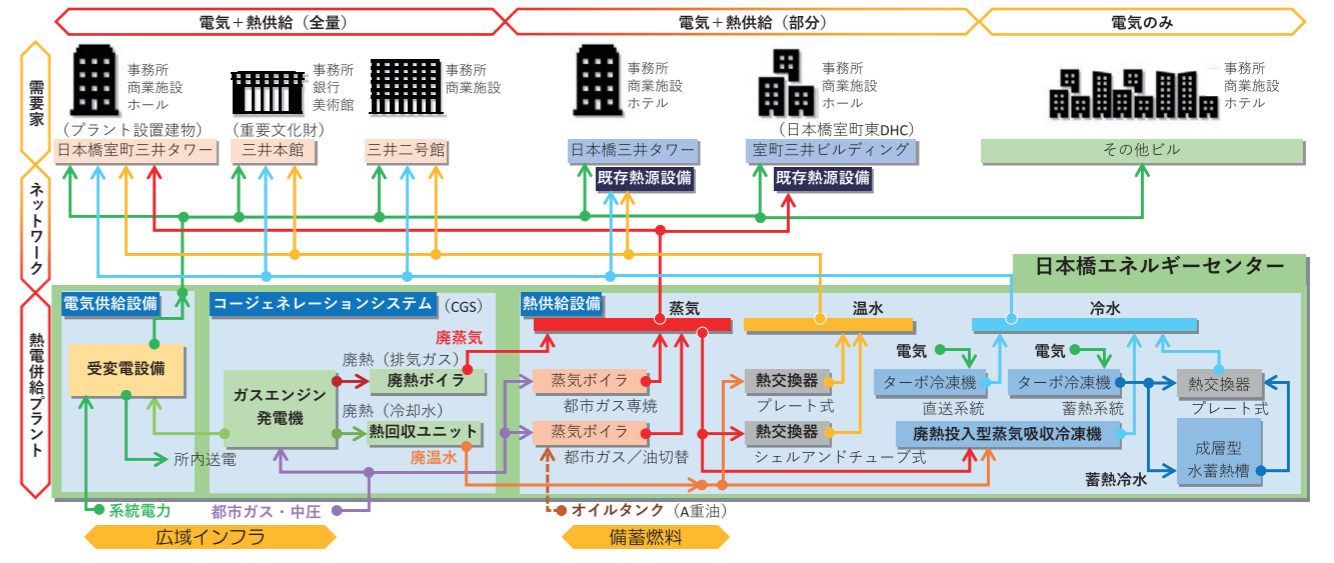 電気＋熱供給（全量）
電気＋熱供給（部分）
電気のみ
需要家
事務所
商業施設
ホール
（プラント設置建物）
日本橋室町三井タワー
事務所
銀行
美術館
（重要文化財）
三井本館
事務所
商業施設
三井二号館
事務所
商業施設
ホテル
日本橋三井タワー
既存熱源設備
事務所
商業施設
ホール
（日本橋室町東DHC）
室町三井ビルディング
既存熱源設備
事務所
商業施設
ホテル
その他ビル
ネットワーク
日本橋エネルギーセンター
熱電供給プラント
電気供給設備
受変電設備
所内送電
コージェネレーションシステム
（CGS）
廃蒸気
廃熱（排気ガス）
廃熱ボイラ
ガスエンジン
発電機
廃熱（冷却水）
熱回収ユニット
廃温水
熱供給設備
蒸気
温水
冷水
蒸気ボイラ
都市ガス専焼
蒸気ボイラ
都市ガス／油切替
熱交換器
プレート式
熱交換器
シェルアンドチューブ式
電気
ターボ冷凍機
直送系統
電気
ターボ冷凍機
蓄熱系統
廃熱投入型蒸気吸収冷凍機
熱交換器
プレート式
成層型
水蓄熱槽
蓄熱冷水
系統電力
都市ガス・中圧
オイルタンク（A重油）
広域インフラ
備蓄燃料